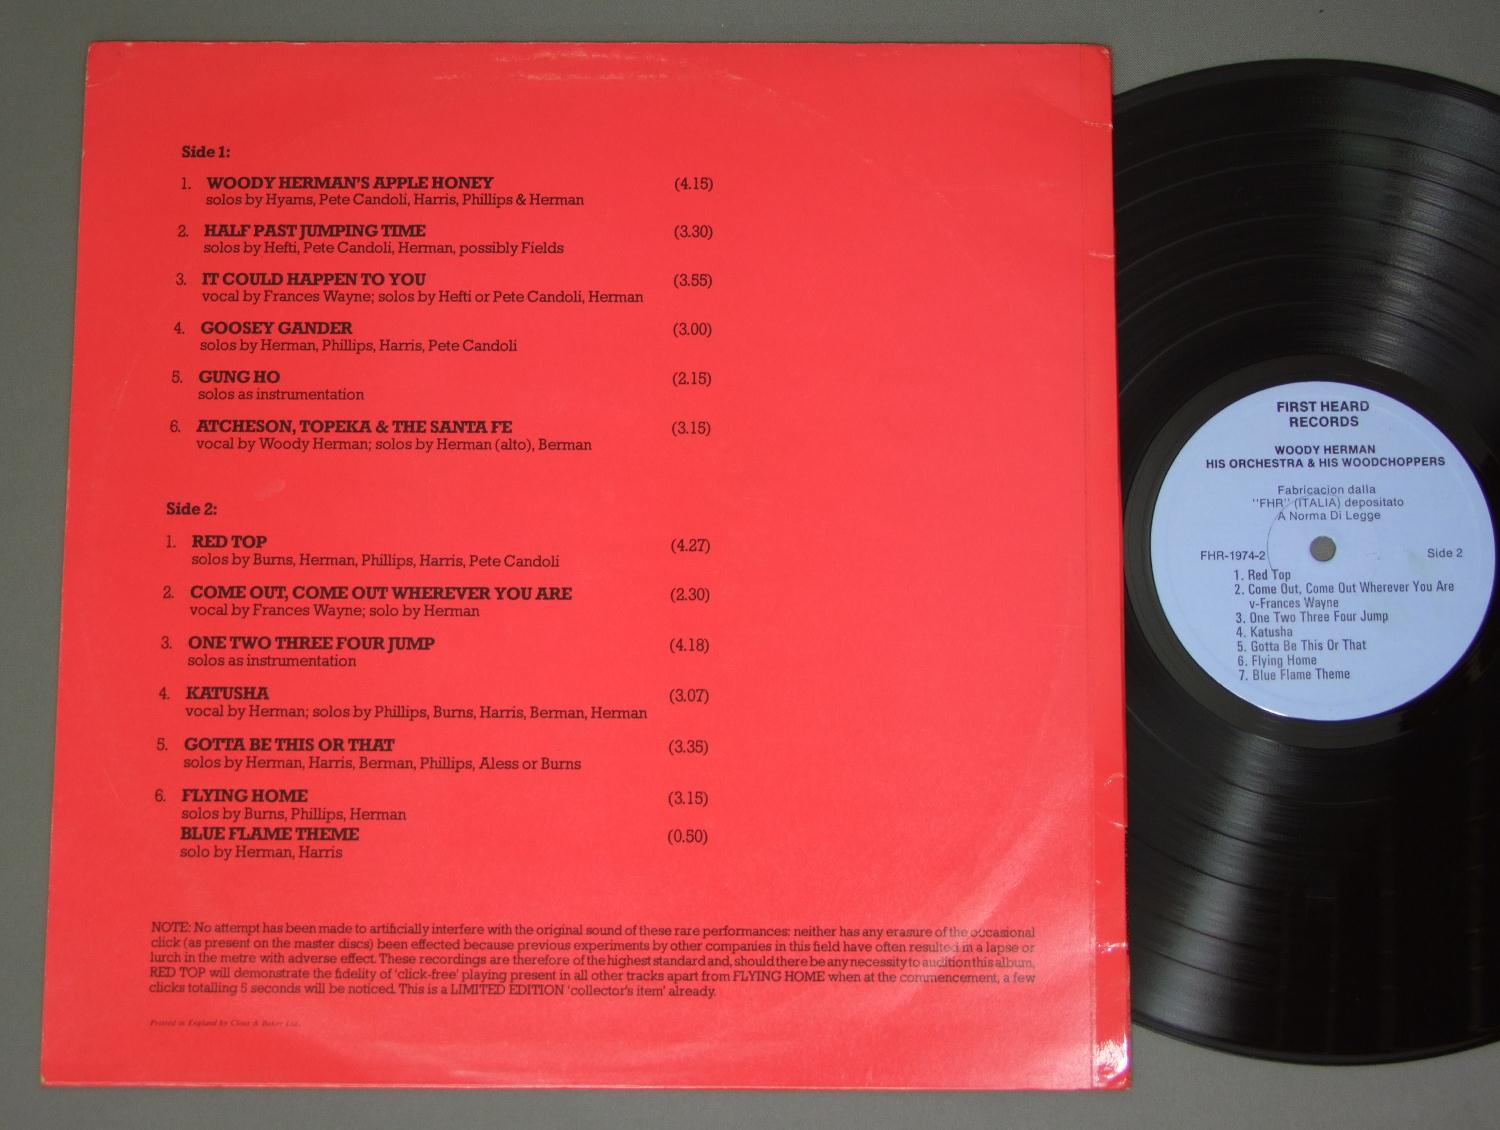 Side 1:
1. WOODY HERMAN'S APPLE HONEY (4.15)
solos by Hyams, Pete Candoli, Harris, Phillips & Herman
2. HALF PAST JUMPING TIME (3.30)
solos by Hefti, Pete Candoli, Herman, possibly Fields
3. IT COULD HAPPEN TO YOU (3.55)
vocal by Frances Wayne; solos by Hefti or Pete Candoli, Herman
4. GOOSEY GANDER (3.00)
solos by Herman, Phillips, Harris, Pete Candoli
5. GUNG HO (2.15)
solos as instrumentation
6. ATCHESON, TOPEKA & THE SANTA FE (3.15)
vocal by Woody Herman; solos by Herman (alto), Berman
Side 2:
1. RED TOP (4.27)
solos by Burns, Herman, Phillips, Harris, Pete Candoli
2. COME OUT, COME OUT WHEREVER YOU ARE (2.30)
vocal by Frances Wayne; solo by Herman
3. ONE TWO THREE FOUR JUMP (4.18)
solos as instrumentation
4. KATUSHA (3.07)
vocal by Herman; solos by Phillips, Burns, Harris, Berman, Herman
5. GOTTA BE THIS OR THAT (3.35)
solos by Herman, Harris, Berman, Phillips, Aless or Burns
6. FLYING HOME (3.15)
solos by Burns, Phillips, Herman
BLUE FLAME THEME (0.50)
solo by Herman, Harris
NOTE: No attempt has been made to artificially interfere with the original sound of these rare performances: neither has any erasure of the occasional
click (as present on the master discs) been effected because previous experiments by other companies in this field have often resulted in a lapse or
lurch in the metre with adverse effect. These recordings are therefore of the highest standard and, should there be any necessity to audition this album,
RED TOP will demonstrate the fidelity of 'click-free' playing present in all other tracks apart from FLYING HOME when at the commencement, a few
clicks totalling 5 seconds will be noticed. This is a LIMITED EDITION 'collector's item' already.
Printed in England by Clout & Baker Ltd.
FIRST HEARD
RECORDS
WOODY HERMAN
HIS ORCHESTRA & HIS WOODCHOPPERS
Fabricacion dalla
"FHR" (ITALIA) depositato
A Norma Di Legge
FHR-1974-2 Side 2
1. Red Top
2. Come Out, Come Out Wherever You Are
v-Frances Wayne
3. One Two Three Four Jump
4. Katusha
5. Gotta Be This Or That
6. Flying Home
7. Blue Flame Theme